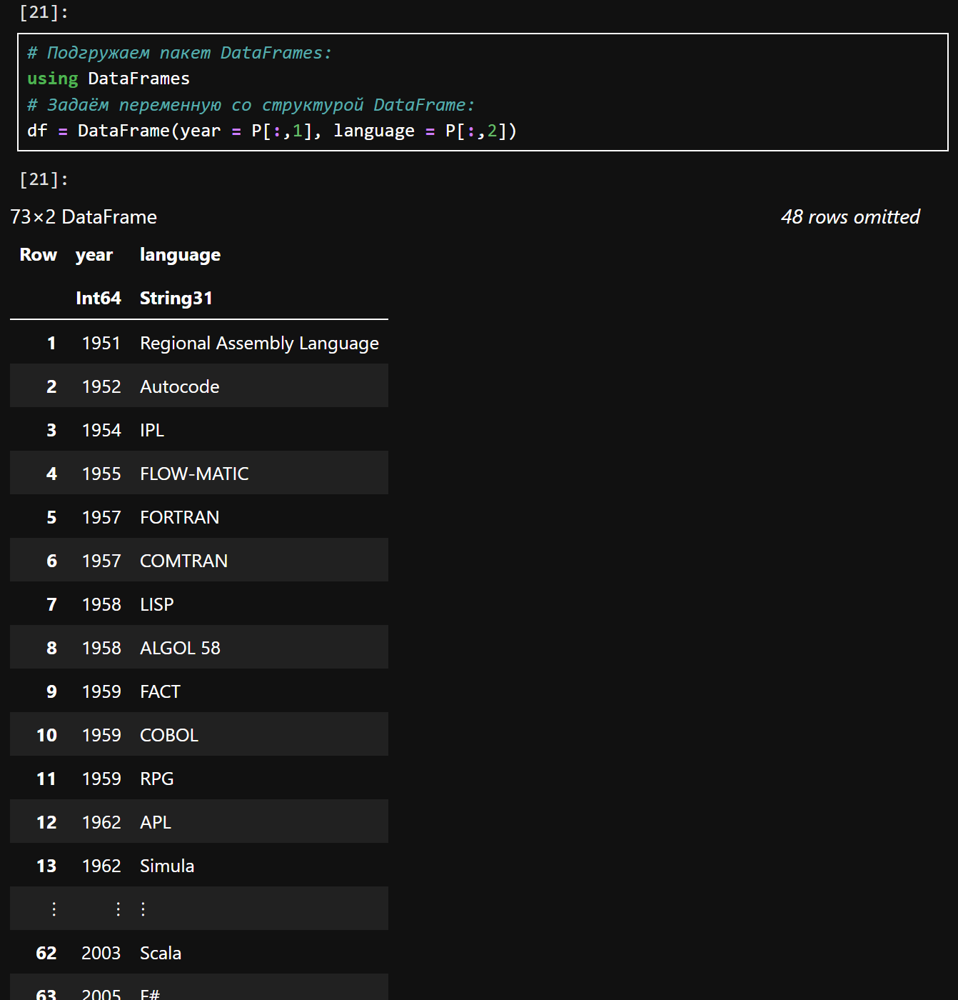 [21]:
# Подгружаем пакет DataFrames:
using DataFrames
# Задаём переменную со структурой DataFrame:
df = DataFrame(year = P[:,1], language = P[:,2])
[21]:
73×2 DataFrame 48 rows omitted
Row year language
Int64 String31
1 1951 Regional Assembly Language
2 1952 Autocode
3 1954 IPL
4 1955 FLOW-MATIC
5 1957 FORTRAN
6 1957 COMTRAN
7 1958 LISP
8 1958 ALGOL 58
9 1959 FACT
10 1959 COBOL
11 1959 RPG
12 1962 APL
13 1962 Simula
⋮ ⋮ ⋮
62 2003 Scala
63 2005 F#